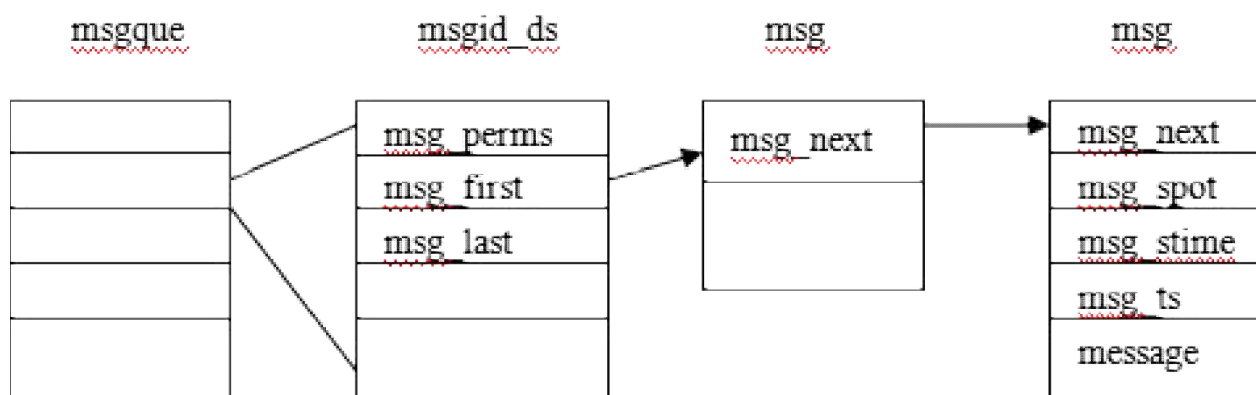 msgque
msgid_ds
msg
msg
msg_perms
msg_first
msg_last
msg_next
msg_next
msg_spot
msg_stime
msg_ts
message